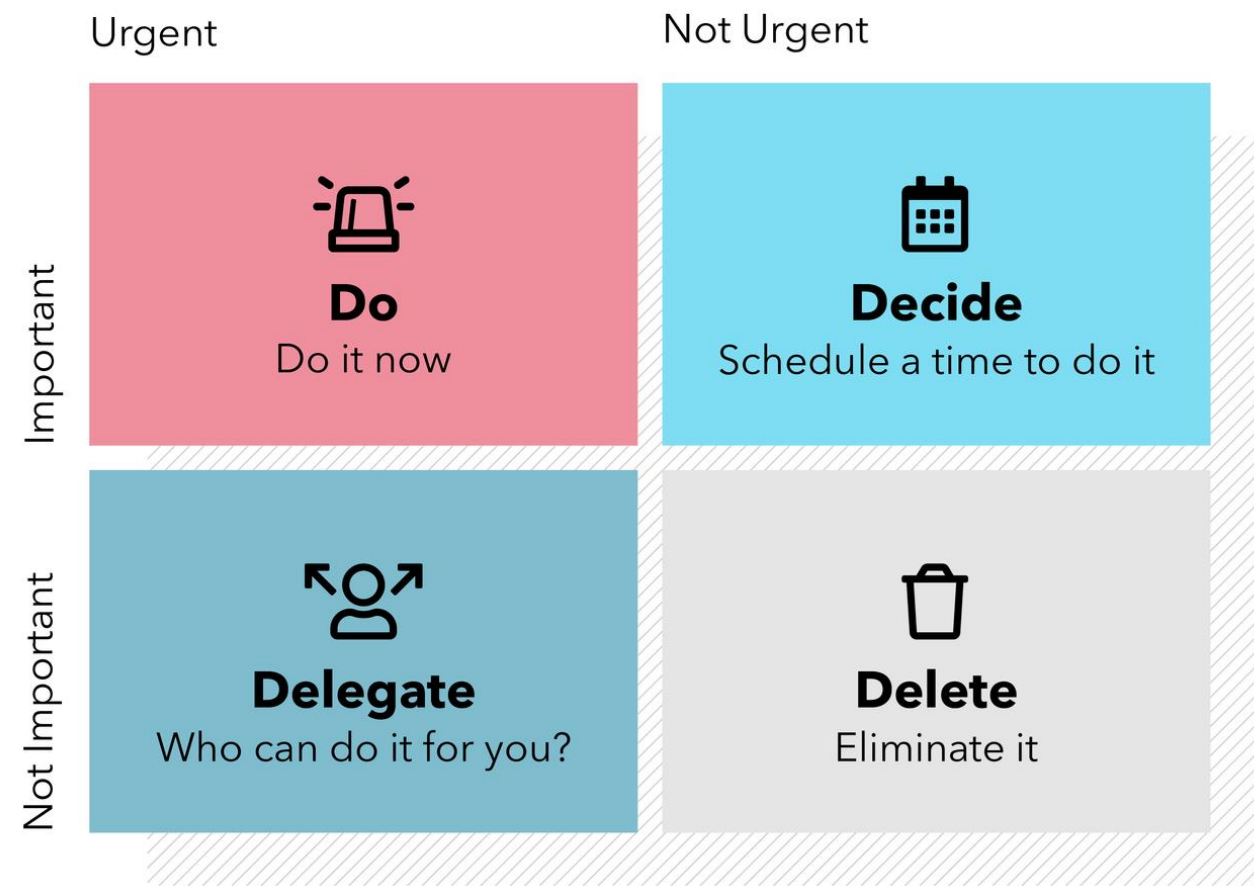 Urgent
Not Urgent
Important
Do
Do it now
Decide
Schedule a time to do it
Not Important
Delegate
Who can do it for you?
Delete
Eliminate it